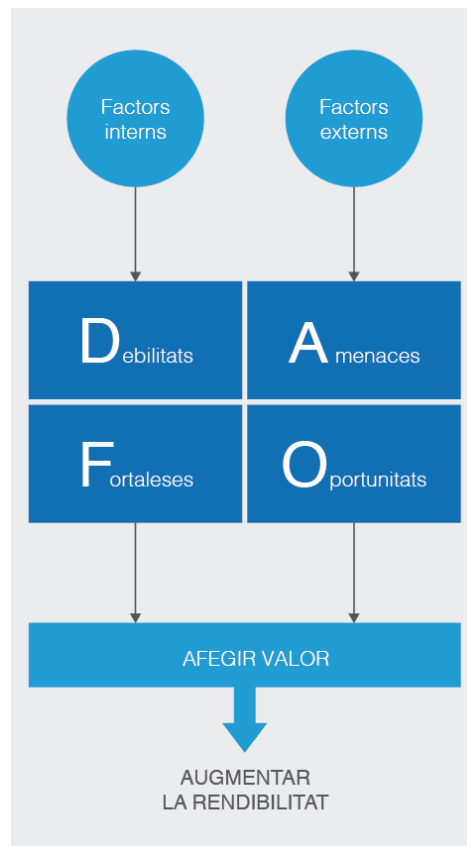 Factors
interns
Factors
externs
Debilitats
Amenaces
Fortaleses
Oportunitats
AFEGIR VALOR
AUGMENTAR
LA RENDIBILITAT